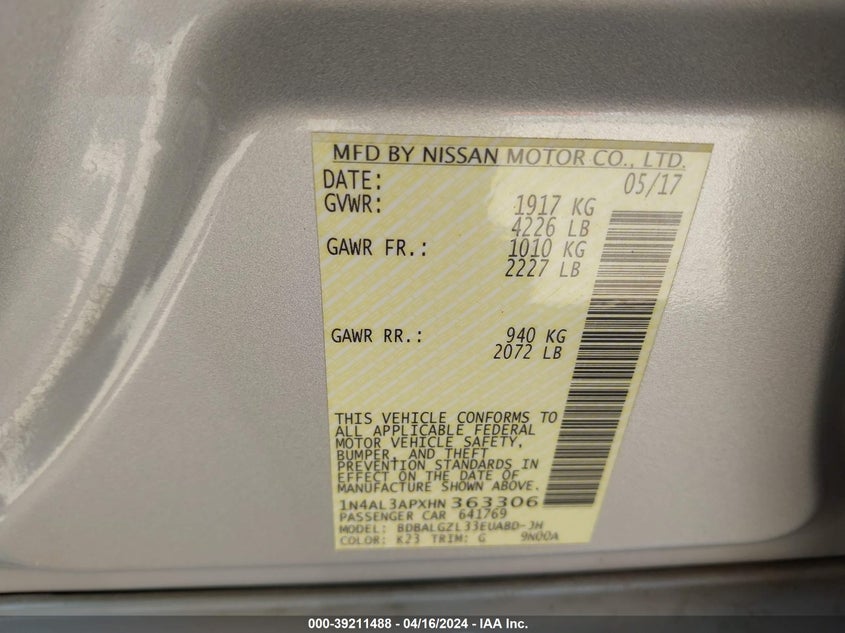 MFD BY NISSAN MOTOR CO., LTD.
DATE: 05/17
GVWR: 1917 KG
4226 LB
GAWR FR.: 1010 KG
2227 LB
GAWR RR.: 940 KG
2072 LB
THIS VEHICLE CONFORMS TO
ALL APPLICABLE FEDERAL
MOTOR VEHICLE SAFETY,
BUMPER, AND THEFT
PREVENTION STANDARDS IN
EFFECT ON THE DATE OF
MANUFACTURE SHOWN ABOVE.
1N4AL3APXHN 363306
PASSENGER CAR 641769
MODEL: BDBALGZL33EUABD-JH
COLOR: K23 TRIM: G 9N00A
000-39211488 - 04/16/2024 - IAA Inc.